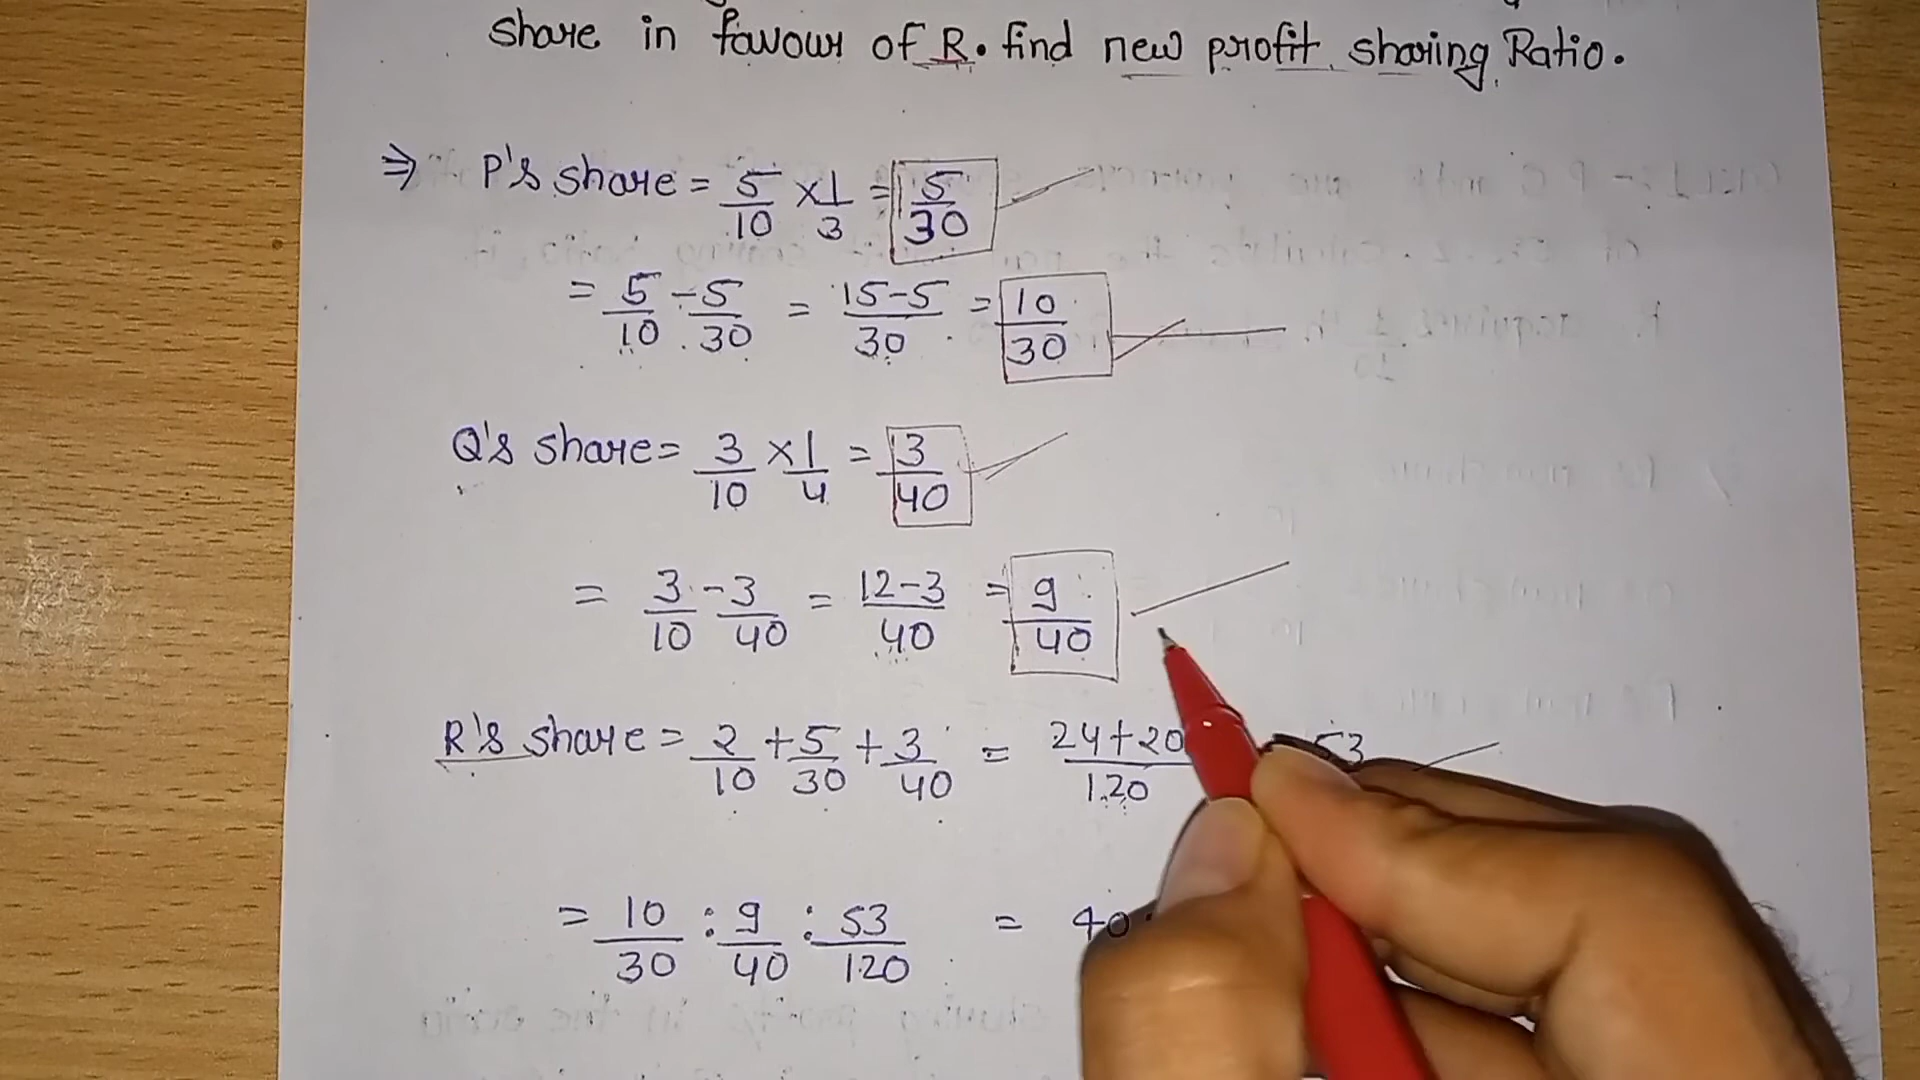 share in favour of R. find new profit sharing Ratio.
⇒ P's share = 5/10 × 1/3 = 5/30
= 5/10 - 5/30 = 15-5/30 = 10/30
Q's share = 3/10 × 1/4 = 3/40
= 3/10 - 3/40 = 12-3/40 = 9/40
R's share = 2/10 + 5/30 + 3/40 = 24+20 /120 53
= 10/30 : 9/40 : 53/120 = 40